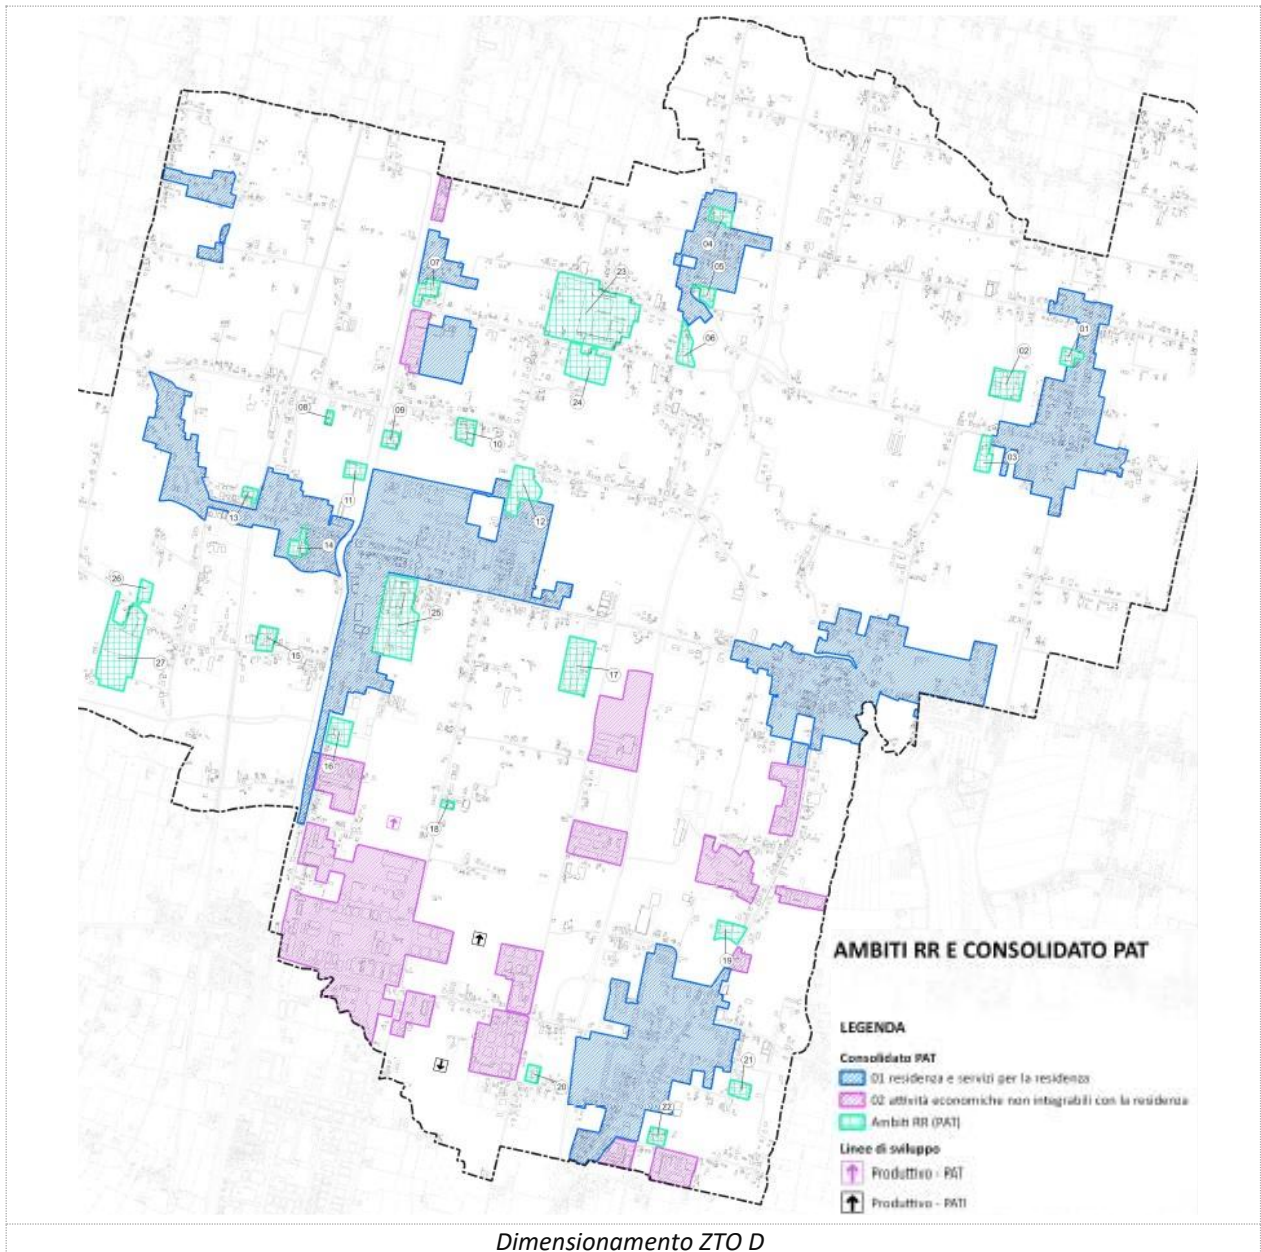 04
23
07
05
01
06
02
24
08
09
10
03
11
12
13
14
26
25
15
27
17
16
18
19
20
21
22
AMBITI RR E CONSOLIDATO PAT
LEGENDA
Consolidato PAT
01 residenza e servizi per la residenza
02 attività economiche non integrabili con la residenza
Ambiti RR (PAT)
Linee di sviluppo
Produttivo - PAT
Produttivo - PATI
Dimensionamento ZTO D